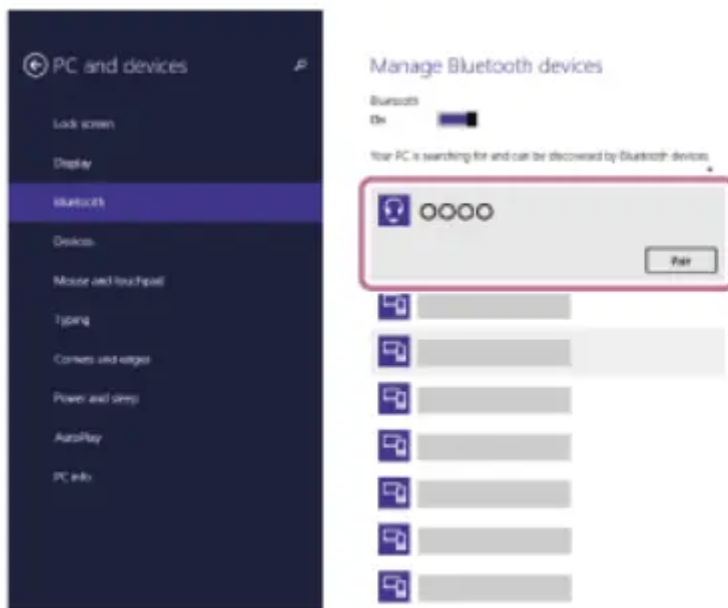 PC and devices
Lock screen
Display
Bluetooth
Devices
Mouse and touchpad
Typing
Corners and edges
Power and sleep
AutoPlay
PC info
Manage Bluetooth devices
Bluetooth
On
Your PC is searching for and can be discovered by Bluetooth devices.
OOOO
Pair